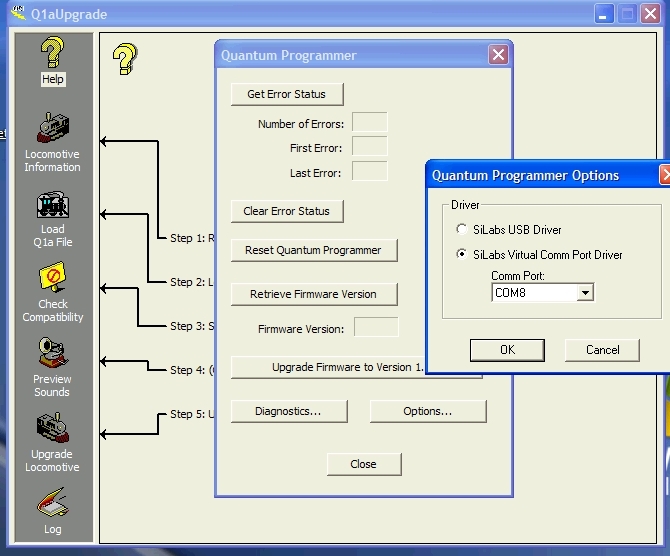 Q1aUpgrade
Help
Locomotive
Information
Load
Q1a File
Check
Compatibility
Preview
Sounds
Upgrade
Locomotive
Log
Step 1: R
Step 2: L
Step 3: S
Step 4: (
Step 5: U
Quantum Programmer
Get Error Status
Number of Errors:
First Error:
Last Error:
Clear Error Status
Reset Quantum Programmer
Retrieve Firmware Version
Firmware Version:
Upgrade Firmware to Version 1.
Diagnostics...
Options...
Close
Quantum Programmer Options
Driver
SiLabs USB Driver
SiLabs Virtual Comm Port Driver
Comm Port:
COM8
OK
Cancel